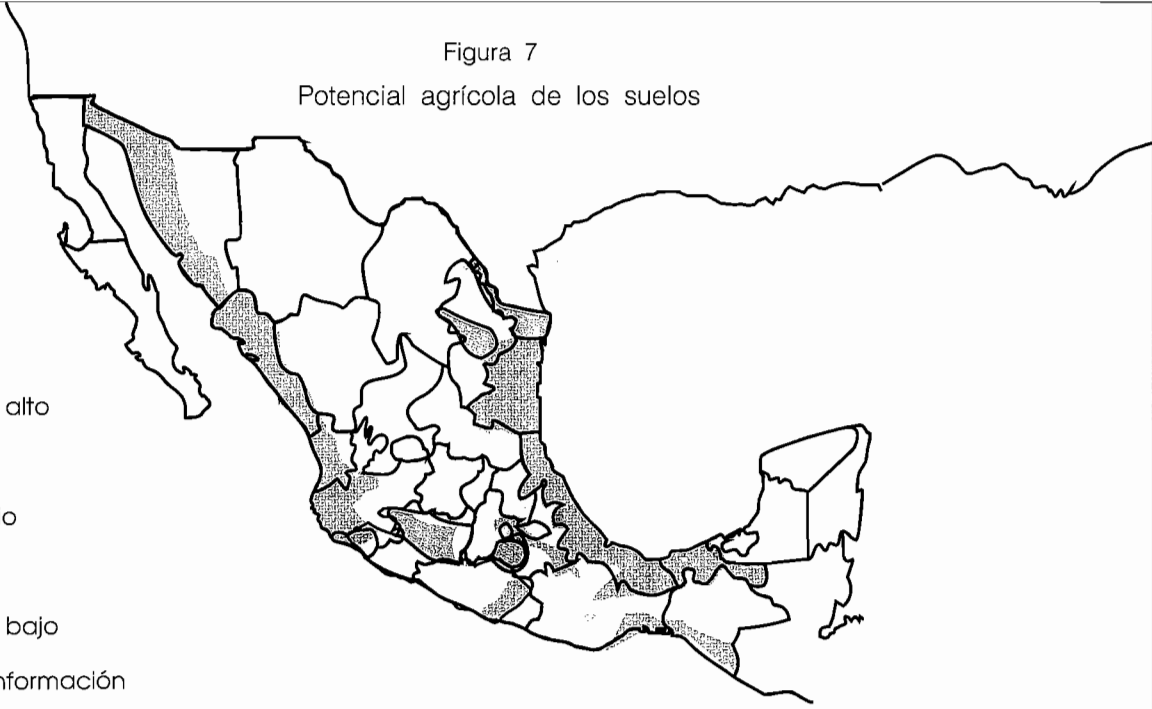 Figura 7
Potencial agrícola de los suelos
alto
o
bajo
nformación